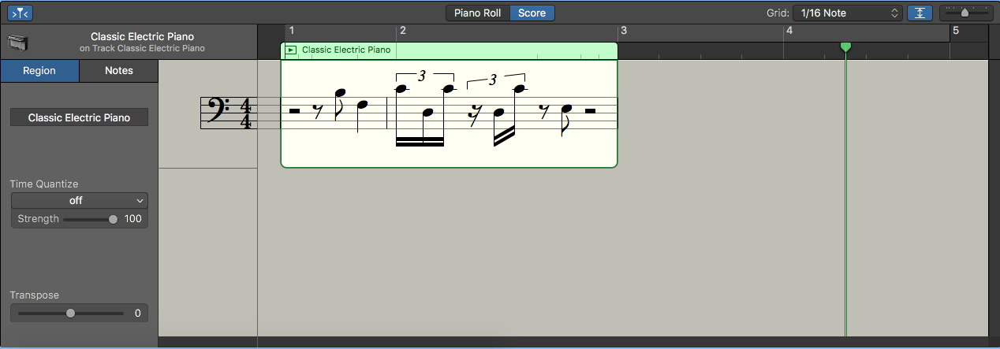 Piano Roll Score Grid: 1/16 Note
Classic Electric Piano
on Track Classic Electric Piano
1 2 3 4 5
Classic Electric Piano
Region Notes
3 3
4
4
Classic Electric Piano
Time Quantize
off
Strength 100
Transpose
0